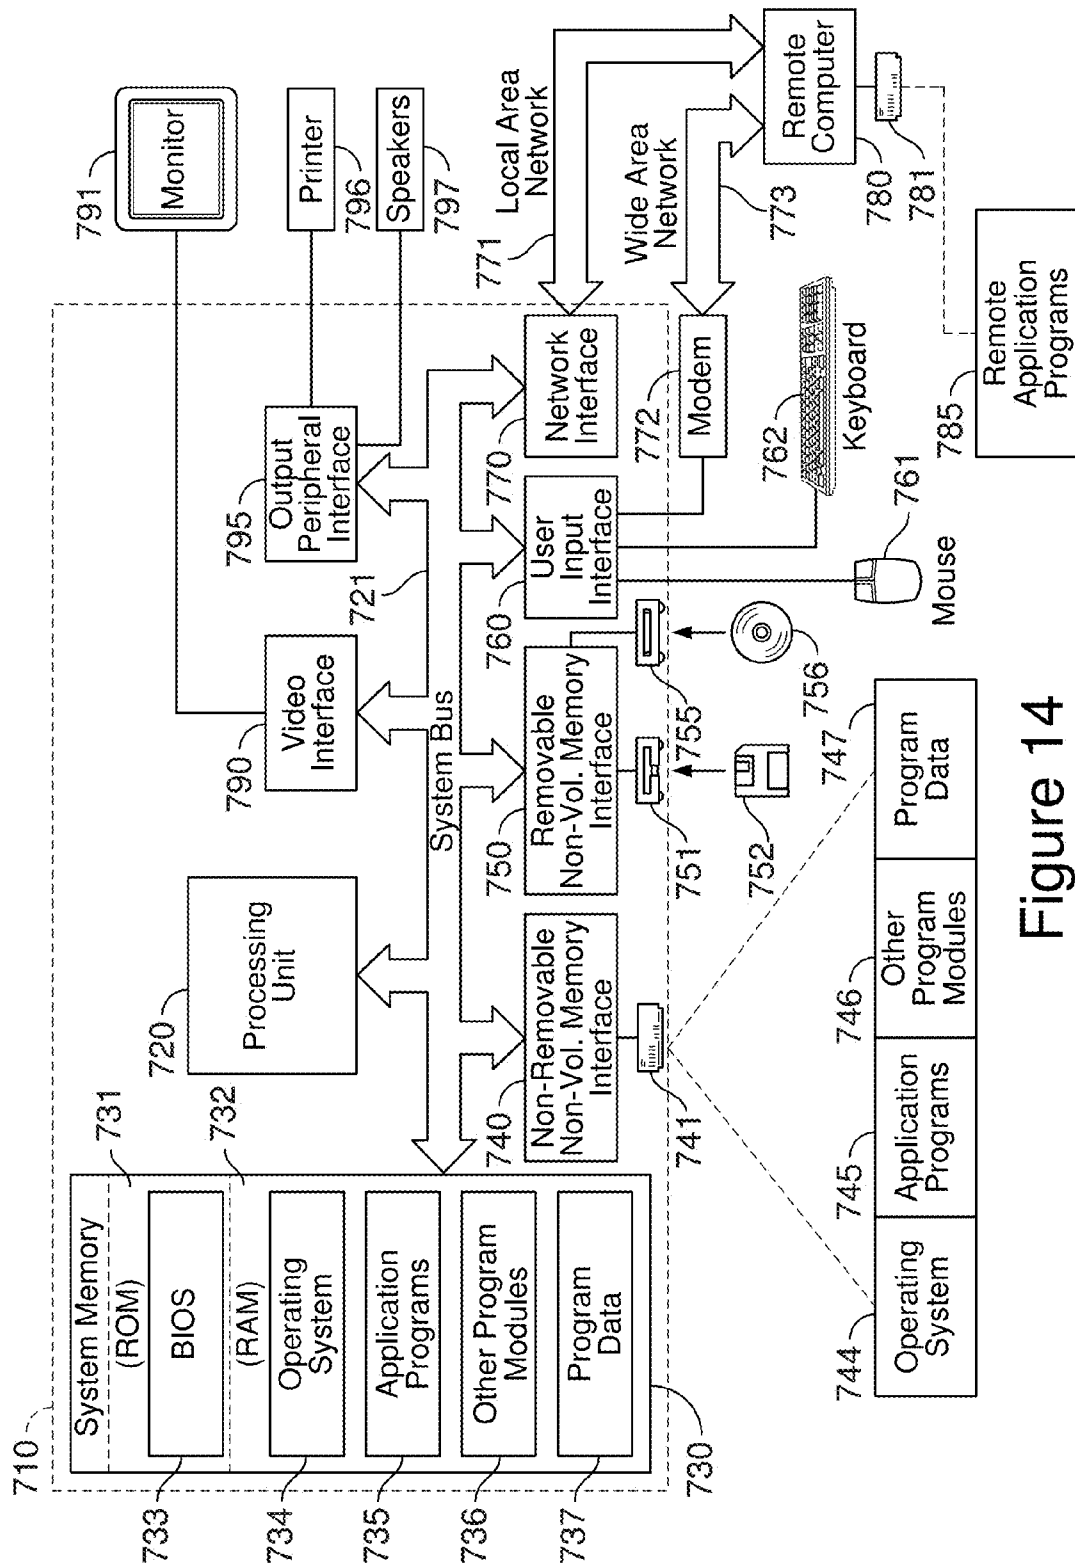 710
System Memory
(ROM)
731
BIOS
733
(RAM)
732
Operating
System
734
Application
Programs
735
Other Program
Modules
736
Program
Data
737
730
720
Processing
Unit
790
Video
Interface
795
Output
Peripheral
Interface
791
Monitor
Printer
796
Speakers
797
System Bus
721
740
Non-Removable
Non-Vol. Memory
Interface
750
Removable
Non-Vol. Memory
Interface
760
User
Input
Interface
770
Network
Interface
771
Local Area
Network
741
751
755
772
Modem
Wide Area
Network
773
752
756
762
Keyboard
Remote
Computer
780
781
Mouse
761
744
Operating
System
745
Application
Programs
746
Other
Program
Modules
747
Program
Data
785
Remote
Application
Programs
Figure 14